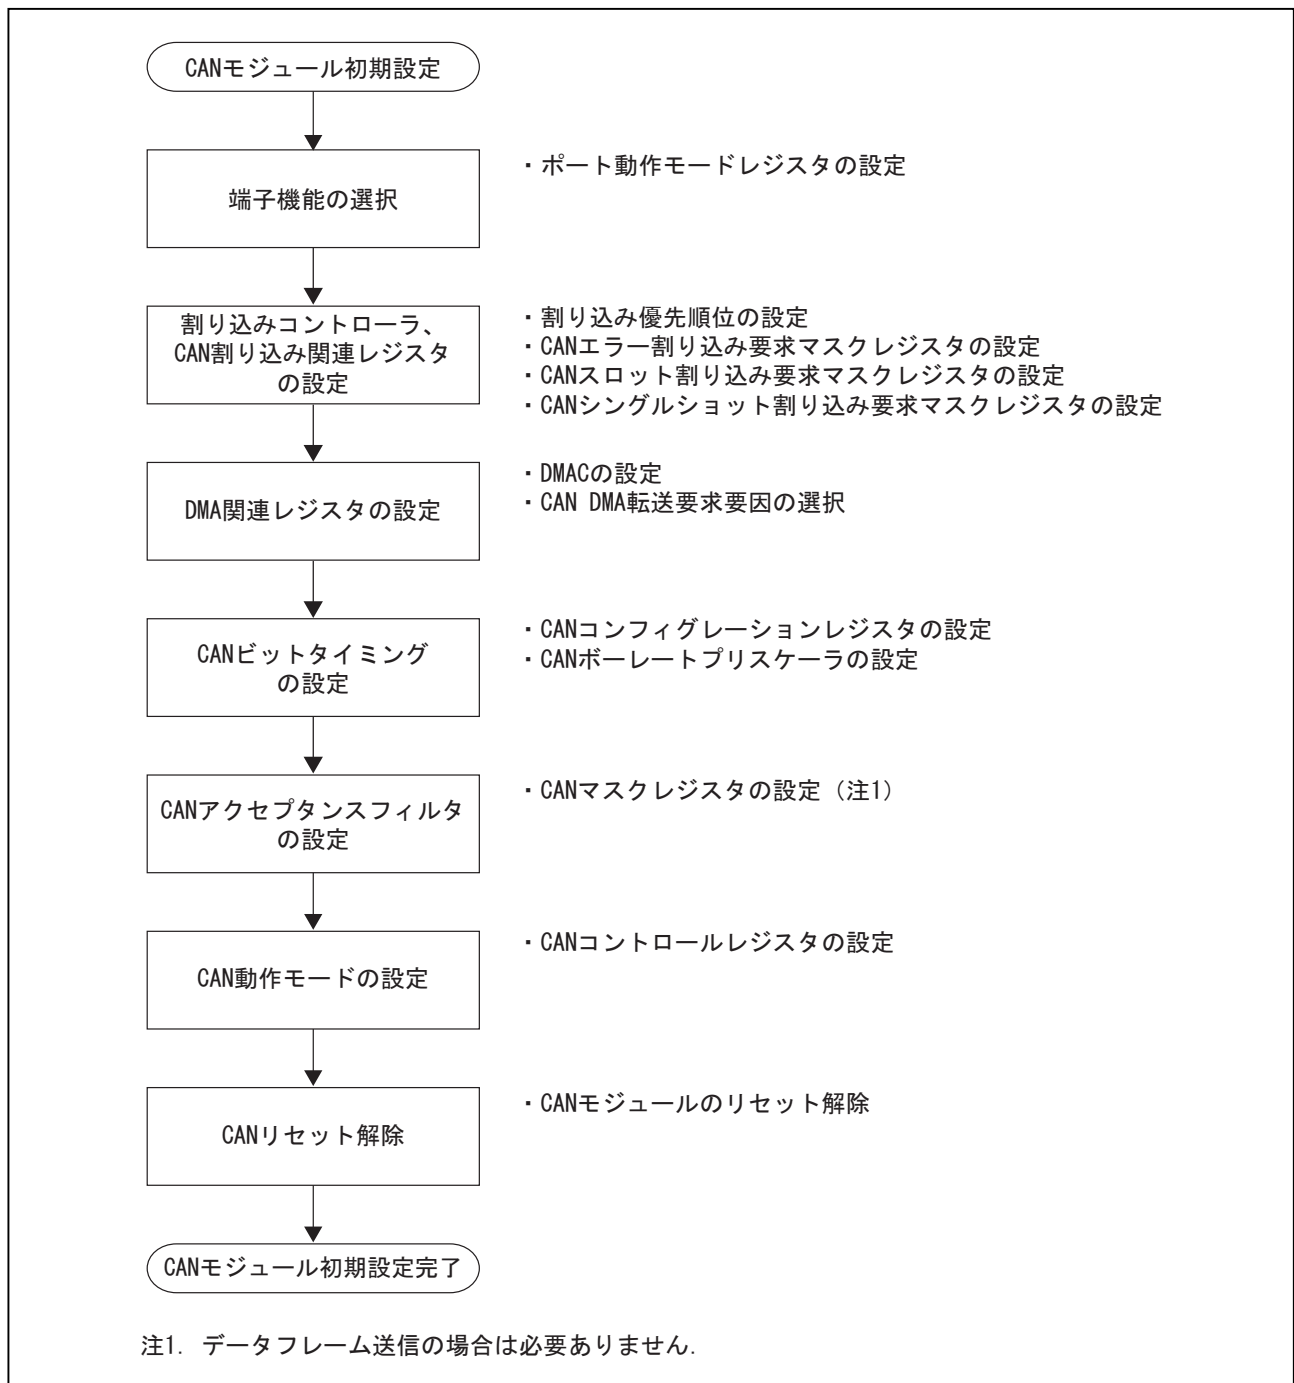 CANモジュール初期設定
端子機能の選択
・ポート動作モードレジスタの設定
割り込みコントローラ、
CAN割り込み関連レジスタ
の設定
・割り込み優先順位の設定
・CANエラー割り込み要求マスクレジスタの設定
・CANスロット割り込み要求マスクレジスタの設定
・CANシングルショット割り込み要求マスクレジスタの設定
DMA関連レジスタの設定
・DMACの設定
・CAN DMA転送要求要因の選択
CANビットタイミング
の設定
・CANコンフィグレーションレジスタの設定
・CANボーレートプリスケーラの設定
CANアクセプタンスフィルタ
の設定
・CANマスクレジスタの設定（注1）
CAN動作モードの設定
・CANコントロールレジスタの設定
CANリセット解除
・CANモジュールのリセット解除
CANモジュール初期設定完了
注1. データフレーム送信の場合は必要ありません.